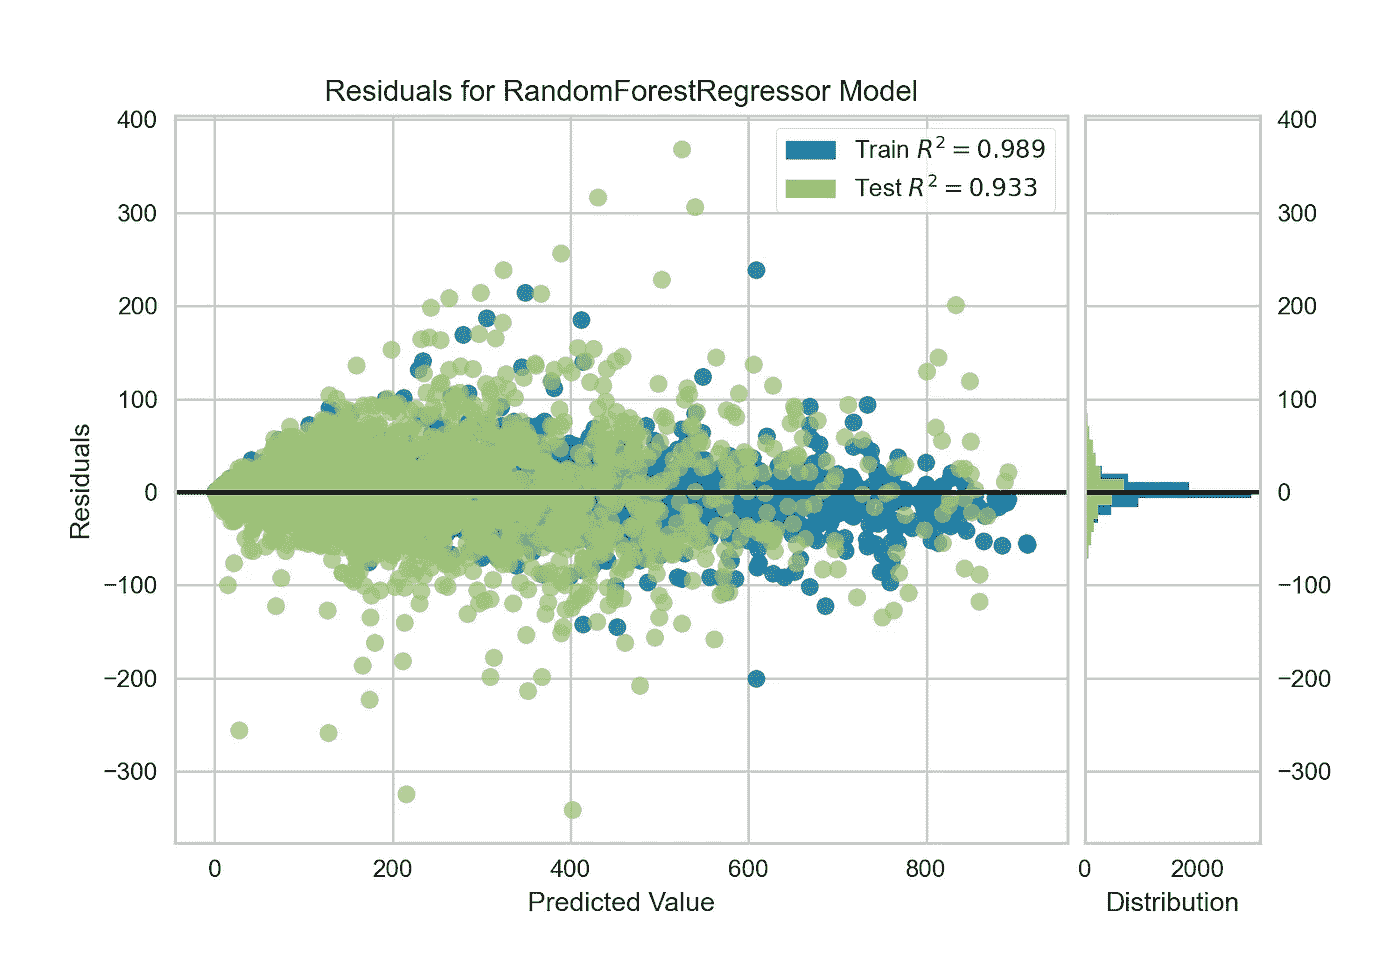 Residuals for RandomForestRegressor Model
Train R² = 0.989
Test R² = 0.933
Residuals
400
300
200
100
0
−100
−200
−300
0 200 400 600 800
Predicted Value
400
300
200
100
0
−100
−200
−300
0 2000
Distribution